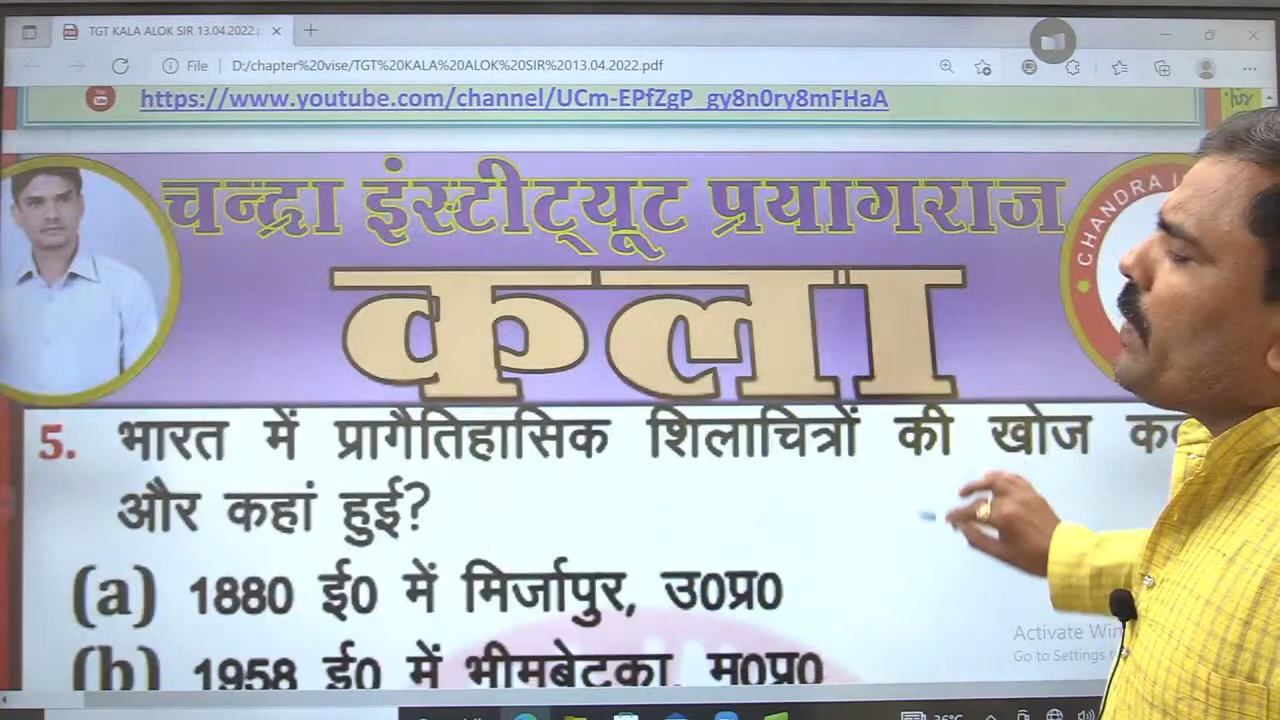 TGT KALA ALOK SIR 13.04.2022
File D:/chapter%20vise/TGT%20KALA%20ALOK%20SIR%2013.04.2022.pdf
https://www.youtube.com/channel/UCm-EPfZgP_gy8n0ry8mFHaA
चन्द्रा इंस्टीट्यूट प्रयागराज
CHANDRA
कला
5. भारत में प्रागैतिहासिक शिलाचित्रों की खोज
और कहां हुई?
(a) 1880 ई0 में मिर्जापुर, उ0प्र0
Activate Win
Go to Settings
(b) 1958 ई0 में भीमबेटका, म0प्र0
36°C